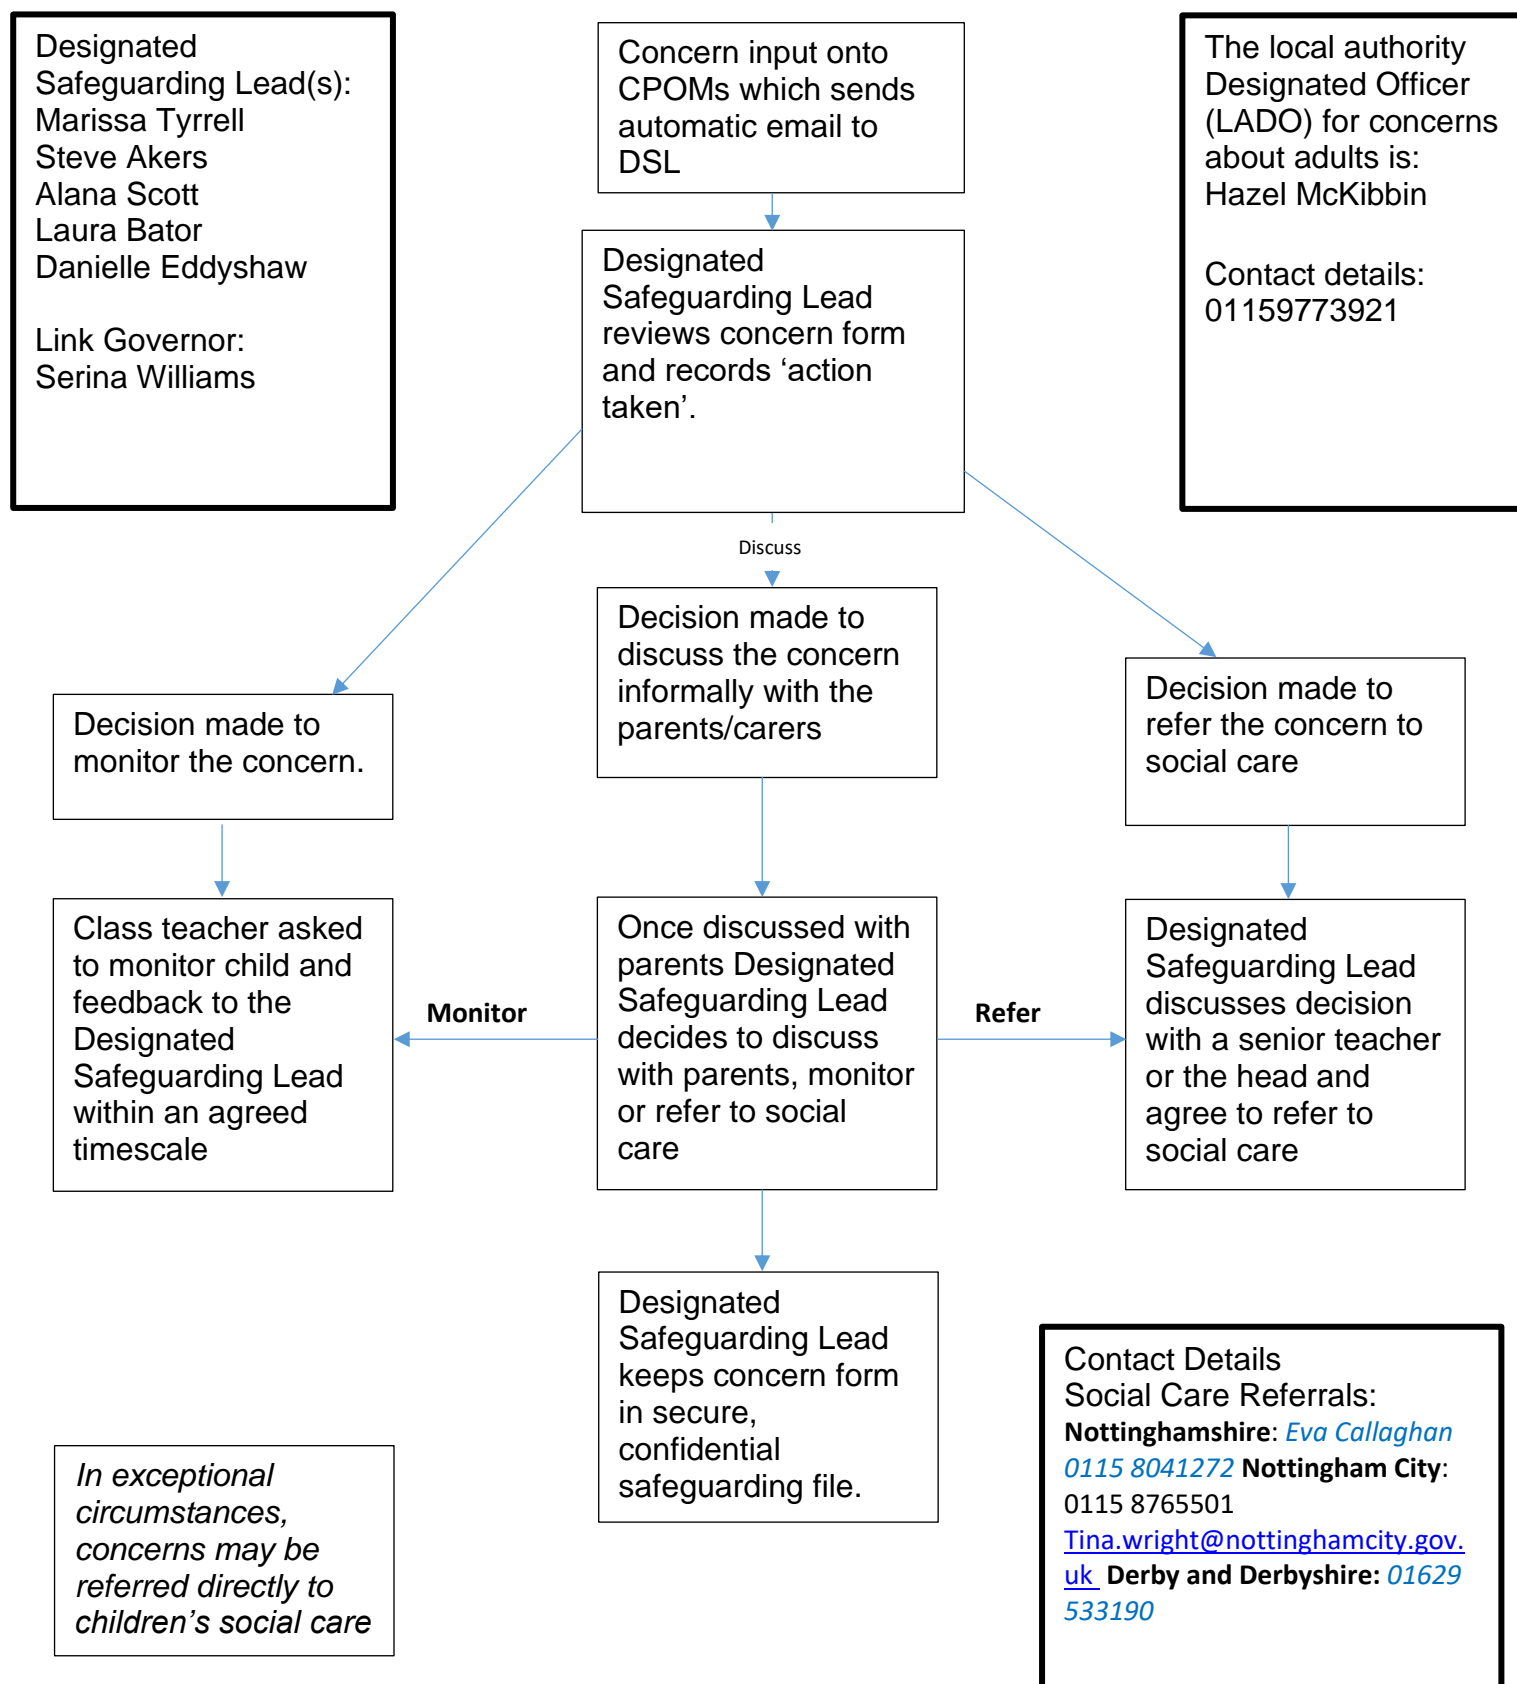 Designated
Safeguarding Lead(s):
Marissa Tyrrell
Steve Akers
Alana Scott
Laura Bator
Danielle Eddyshaw
Link Governor:
Serina Williams
Concern input onto
CPOMs which sends
automatic email to
DSL
The local authority
Designated Officer
(LADO) for concerns
about adults is:
Hazel McKibbin
Contact details:
01159773921
Designated
Safeguarding Lead
reviews concern form
and records ‘action
taken’.
Discuss
Decision made to
monitor the concern.
Decision made to
discuss the concern
informally with the
parents/carers
Decision made to
refer the concern to
social care
Class teacher asked
to monitor child and
feedback to the
Designated
Safeguarding Lead
within an agreed
timescale
Monitor
Once discussed with
parents Designated
Safeguarding Lead
decides to discuss
with parents, monitor
or refer to social
care
Refer
Designated
Safeguarding Lead
discusses decision
with a senior teacher
or the head and
agree to refer to
social care
Designated
Safeguarding Lead
keeps concern form
in secure,
confidential
safeguarding file.
In exceptional
circumstances,
concerns may be
referred directly to
children’s social care
Contact Details
Social Care Referrals:
Nottinghamshire: Eva Callaghan
0115 8041272 Nottingham City:
0115 8765501
Tina.wright@nottinghamcity.gov.
uk Derby and Derbyshire: 01629
533190